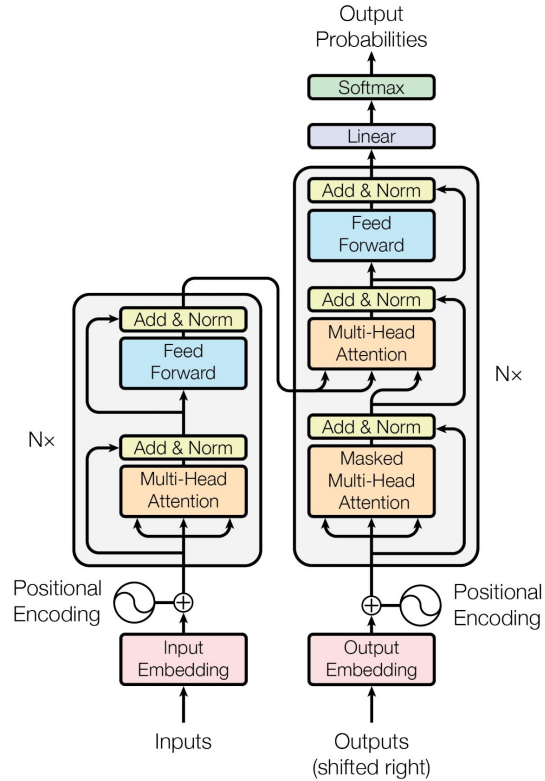 Output
Probabilities
Softmax
Linear
Add & Norm
Feed
Forward
Add & Norm
Multi-Head
Attention
Add & Norm
Masked
Multi-Head
Attention
N×
Add & Norm
Feed
Forward
Add & Norm
Multi-Head
Attention
N×
Positional
Encoding
Positional
Encoding
Input
Embedding
Output
Embedding
Inputs
Outputs
(shifted right)